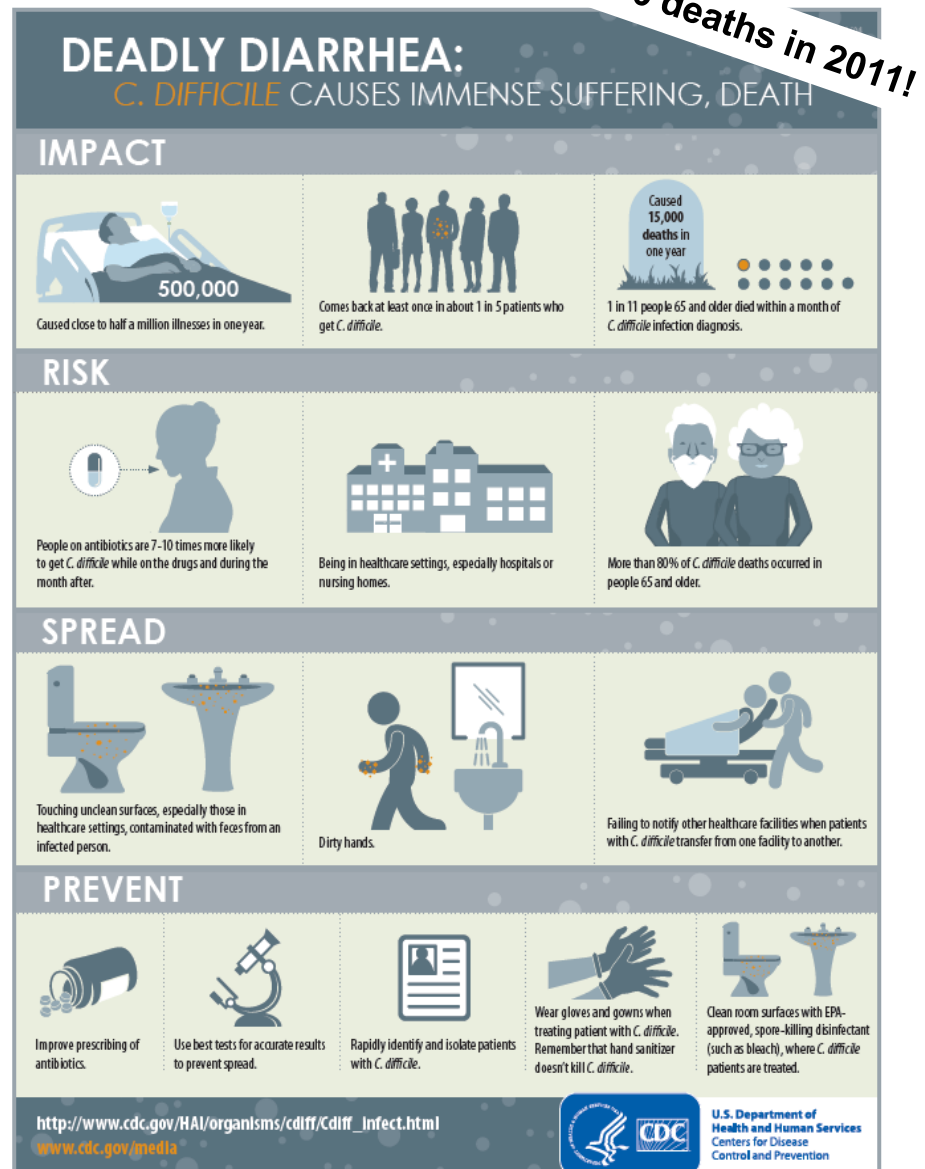 deaths in 2011!
DEADLY DIARRHEA:
C. DIFFICILE CAUSES IMMENSE SUFFERING, DEATH
IMPACT
500,000
Caused close to half a million illnesses in one year.
Comes back at least once in about 1 in 5 patients who
get C. difficile.
Caused
15,000
deaths in
one year
1 in 11 people 65 and older died within a month of
C. difficile infection diagnosis.
RISK
People on antibiotics are 7-10 times more likely
to get C. difficile while on the drugs and during the
month after.
Being in healthcare settings, especially hospitals or
nursing homes.
More than 80% of C. difficile deaths occurred in
people 65 and older.
SPREAD
Touching unclean surfaces, especially those in
healthcare settings, contaminated with feces from an
infected person.
Dirty hands.
Failing to notify other healthcare facilities when patients
with C. difficile transfer from one facility to another.
PREVENT
Improve prescribing of
antibiotics.
Use best tests for accurate results
to prevent spread.
Rapidly identify and isolate patients
with C. difficile.
Wear gloves and gowns when
treating patient with C. difficile.
Remember that hand sanitizer
doesn't kill C. difficile.
Clean room surfaces with EPA-
approved, spore-killing disinfectant
(such as bleach), where C. difficile
patients are treated.
http://www.cdc.gov/HAI/organisms/cdiff/Cdiff_infect.html
www.cdc.gov/media
CDC
U.S. Department of
Health and Human Services
Centers for Disease
Control and Prevention